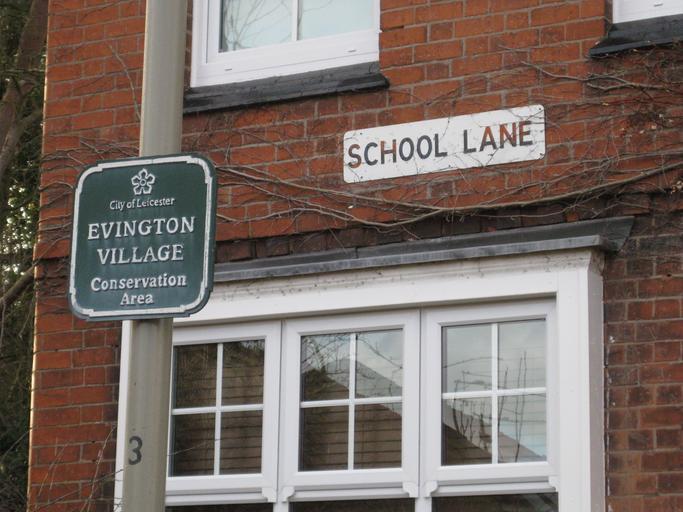 SCHOOL LANE
City of Leicester
EVINGTON
VILLAGE
Conservation
Area
3